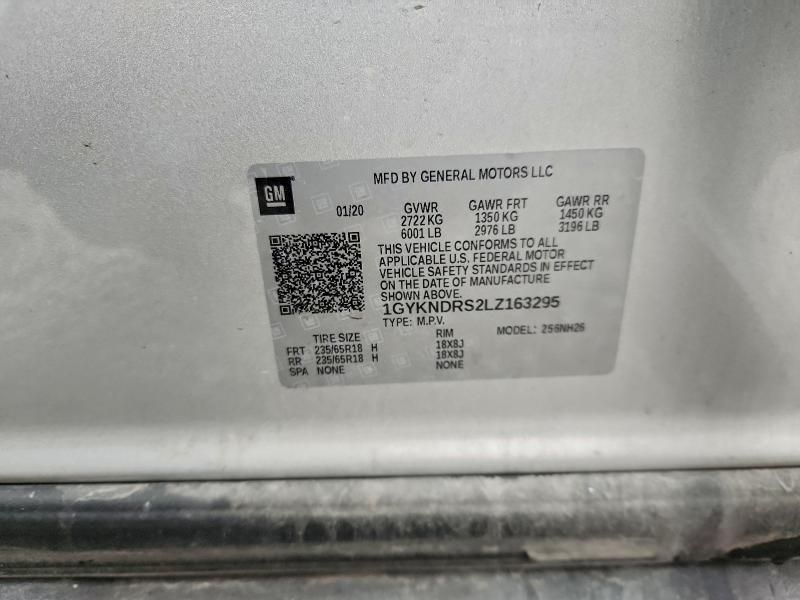 GM
MFD BY GENERAL MOTORS LLC
01/20 GVWR GAWR FRT GAWR RR
2722 KG 1350 KG 1450 KG
6001 LB 2976 LB 3196 LB
THIS VEHICLE CONFORMS TO ALL
APPLICABLE U.S. FEDERAL MOTOR
VEHICLE SAFETY STANDARDS IN EFFECT
ON THE DATE OF MANUFACTURE
SHOWN ABOVE.
1GYKNDRS2LZ163295
TYPE: M.P.V. MODEL: 256NH26
TIRE SIZE RIM
FRT 235/65R18 H 18X8J
RR 235/65R18 H 18X8J
SPA NONE NONE